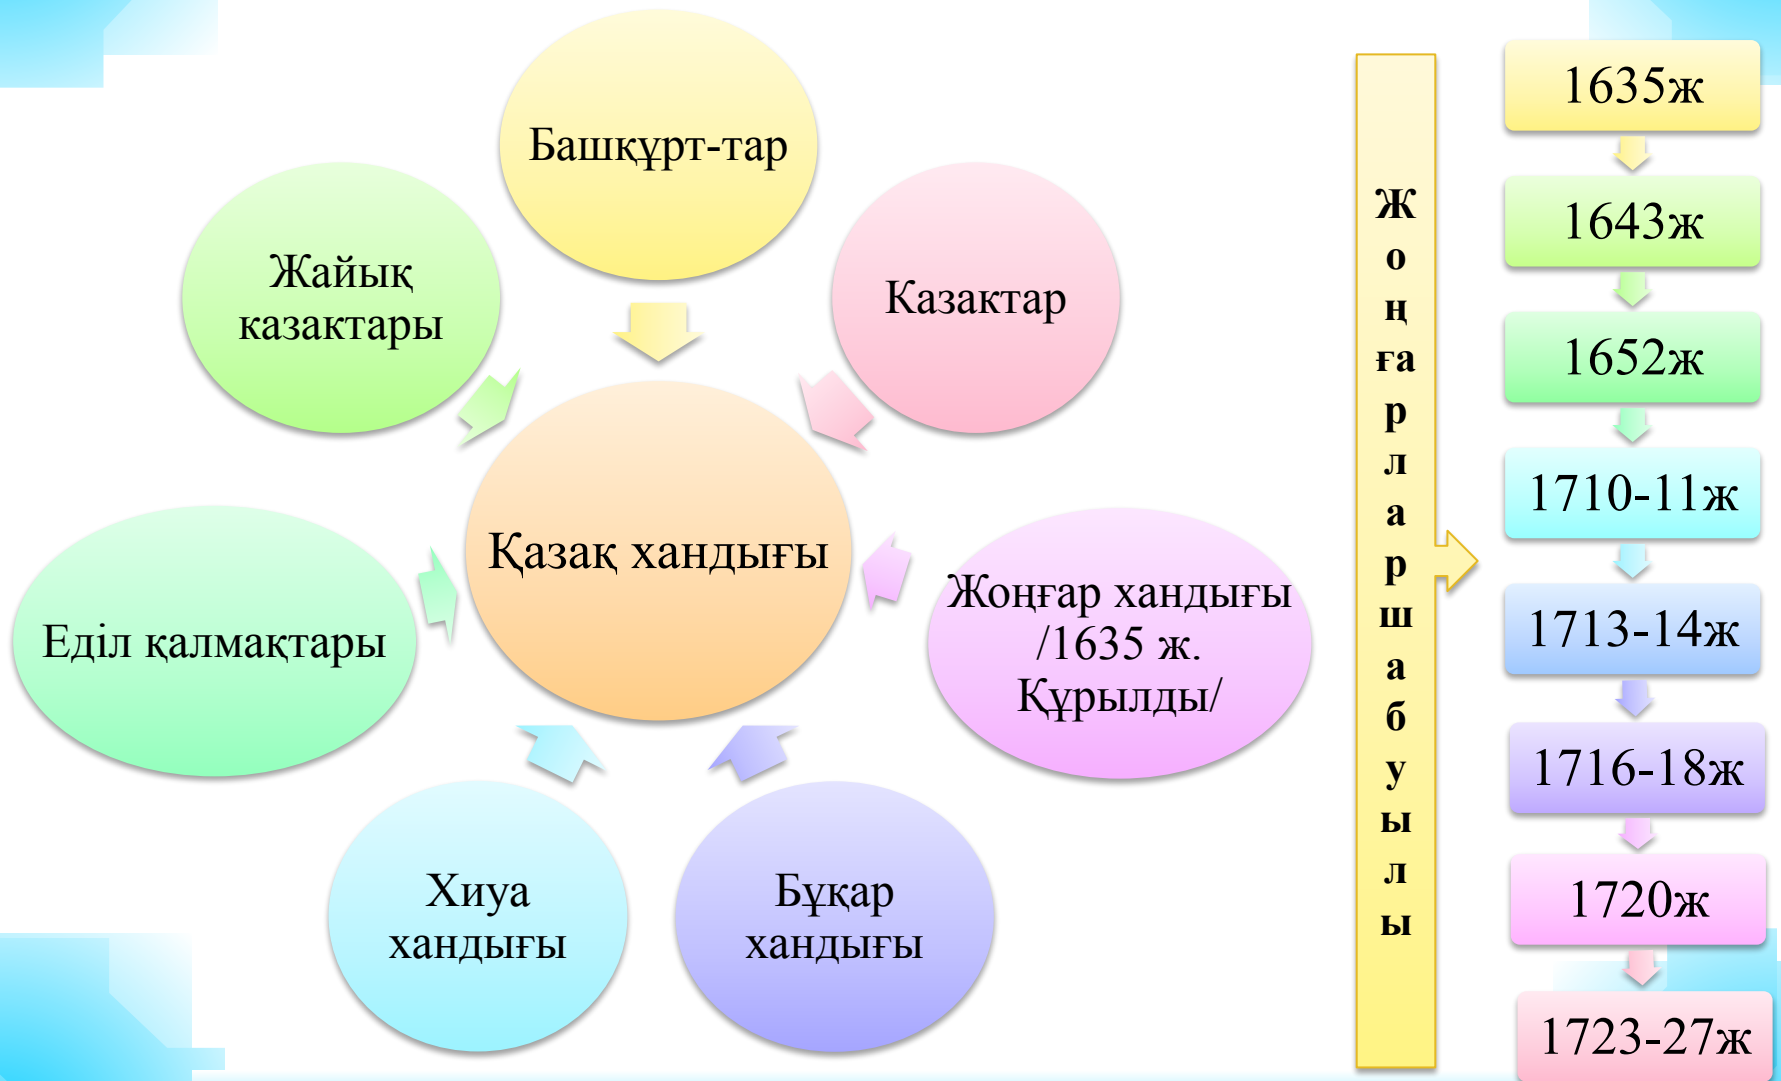 Башқұрт-тар
Жайық
казактары
Казактар
Қазақ хандығы
Еділ қалмақтары
Жоңғар хандығы
/1635 ж.
Құрылды/
Хиуа
хандығы
Бұқар
хандығы
Ж
о
ң
ға
р
л
а
р
ш
а
б
у
ы
л
ы
1635ж
1643ж
1652ж
1710-11ж
1713-14ж
1716-18ж
1720ж
1723-27ж